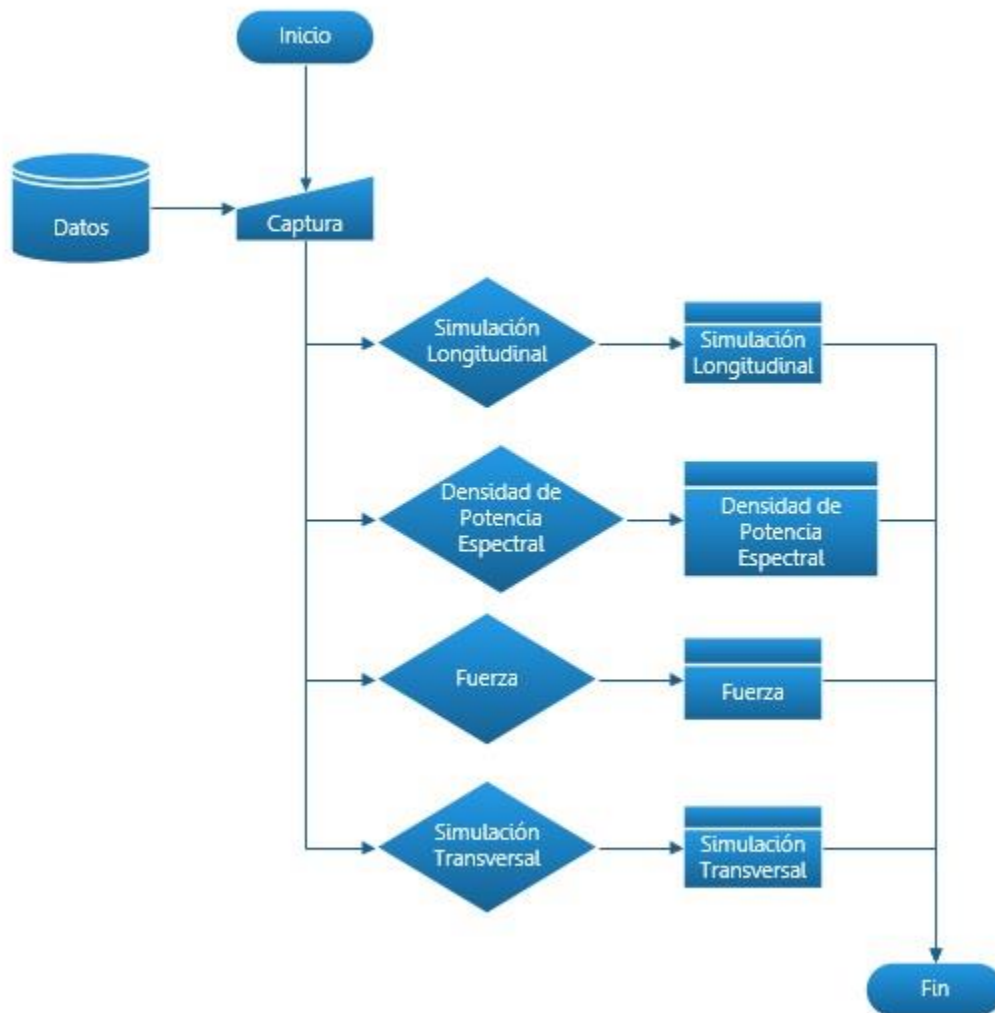 Inicio
Datos
Captura
Simulación
Longitudinal
Simulación
Longitudinal
Densidad de
Potencia
Espectral
Densidad de
Potencia
Espectral
Fuerza
Fuerza
Simulación
Transversal
Simulación
Transversal
Fin